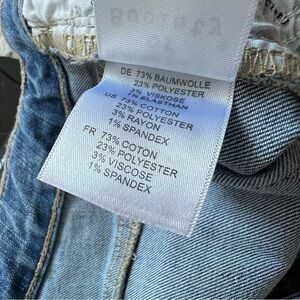 society
DE 73% BAUMWOLLE
23% POLYESTER
3% VISKOSE
1% ELASTHAN
US 73% COTTON
23% POLYESTER
3% RAYON
1% SPANDEX
FR 73% COTON
23% POLYESTER
3% VISCOSE
1% SPANDEX